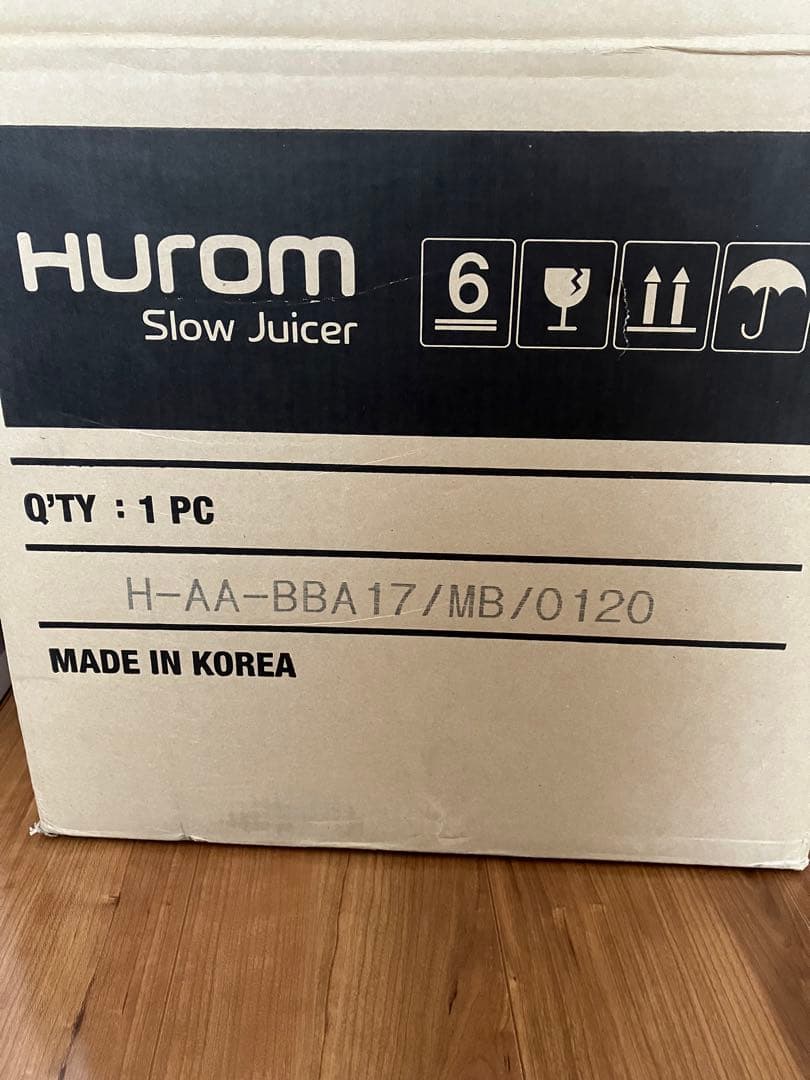 HUROM
Slow Juicer
6
Q'TY : 1 PC
H-AA-BBA17/MB/0120
MADE IN KOREA